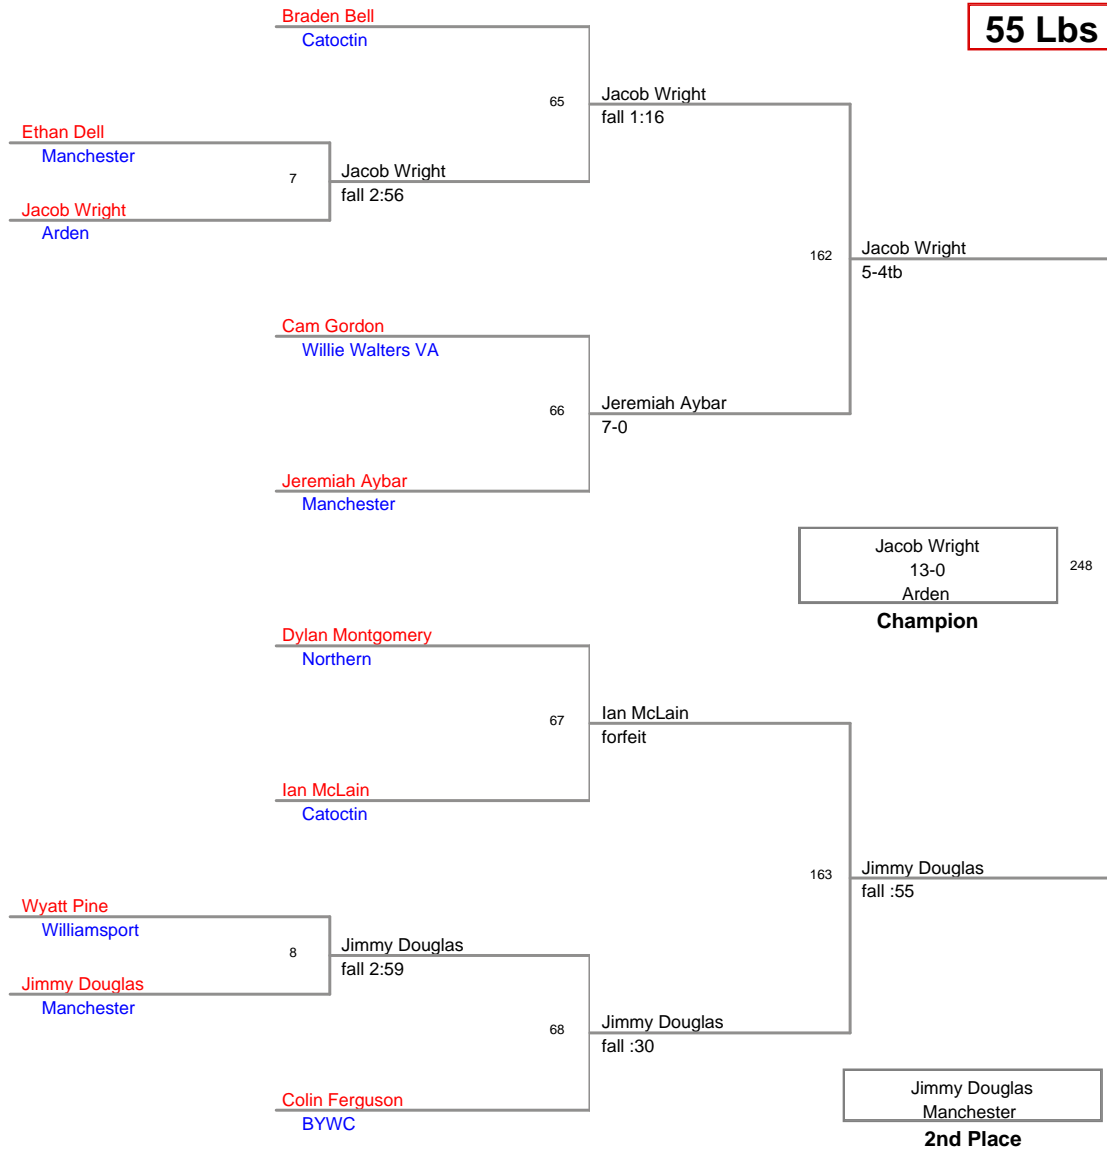 Braden Bell
Catoctin
55 Lbs
65
Jacob Wright
fall 1:16
Ethan Dell
Manchester
7
Jacob Wright
fall 2:56
Jacob Wright
Arden
162
Jacob Wright
5-4tb
Cam Gordon
Willie Walters VA
66
Jeremiah Aybar
7-0
Jeremiah Aybar
Manchester
Jacob Wright
13-0
Arden
248
Champion
Dylan Montgomery
Northern
67
Ian McLain
forfeit
Ian McLain
Catoctin
163
Jimmy Douglas
fall :55
Wyatt Pine
Williamsport
8
Jimmy Douglas
fall 2:59
Jimmy Douglas
Manchester
68
Jimmy Douglas
fall :30
Colin Ferguson
BYWC
Jimmy Douglas
Manchester
2nd Place